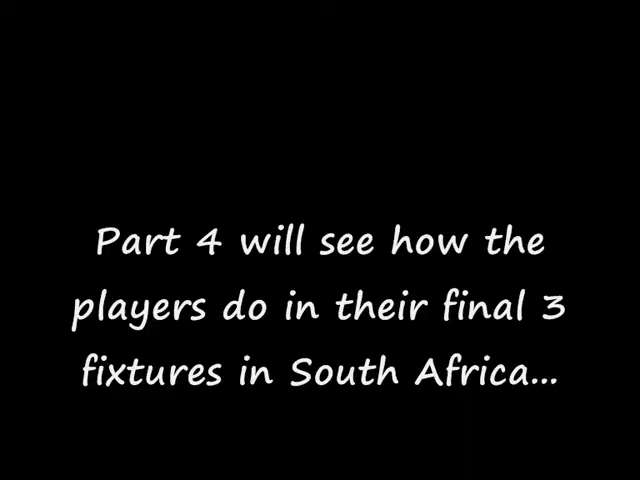 Part 4 will see how the
players do in their final 3
fixtures in South Africa...